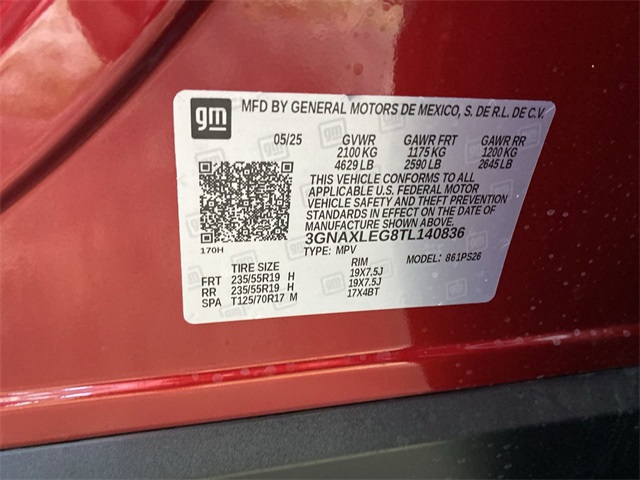 gm MFD BY GENERAL MOTORS DE MEXICO, S. DE R.L. DE C.V.
05/25 GVWR GAWR FRT GAWR RR
2100 KG 1175 KG 1200 KG
4629 LB 2590 LB 2645 LB
THIS VEHICLE CONFORMS TO ALL
APPLICABLE U.S. FEDERAL MOTOR
VEHICLE SAFETY AND THEFT PREVENTION
STANDARDS IN EFFECT ON THE DATE OF
MANUFACTURE SHOWN ABOVE.
3GNAXLEG8TL140836
170H
TYPE: MPV MODEL: 861PS26
TIRE SIZE RIM
FRT 235/55R19 H 19X7.5J
RR 235/55R19 H 19X7.5J
SPA T125/70R17 M 17X4BT